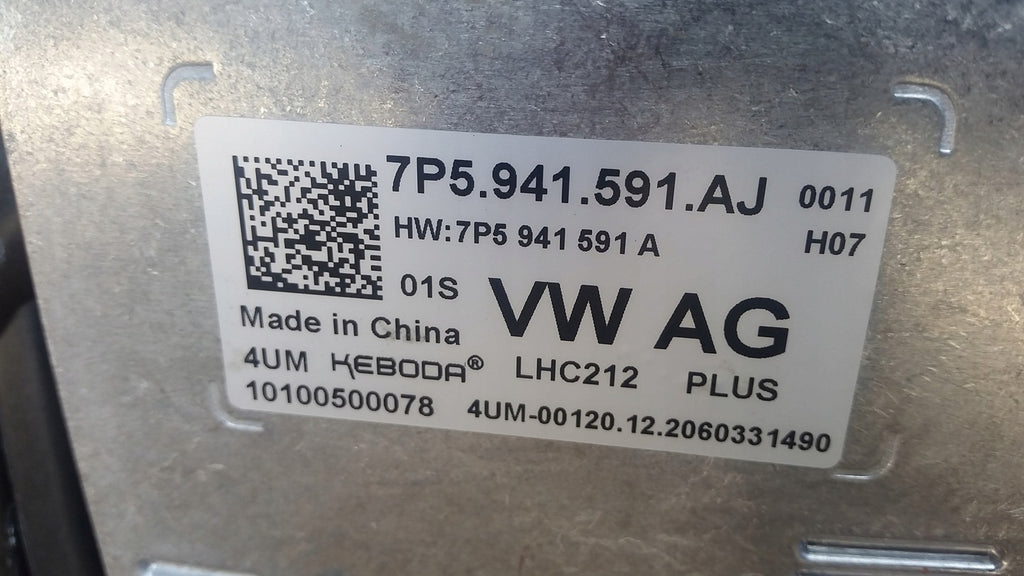 7P5.941.591.AJ 0011
HW:7P5 941 591 A H07
01S VW AG
Made in China
4UM KEBODA® LHC212 PLUS
10100500078 4UM-00120.12.2060331490